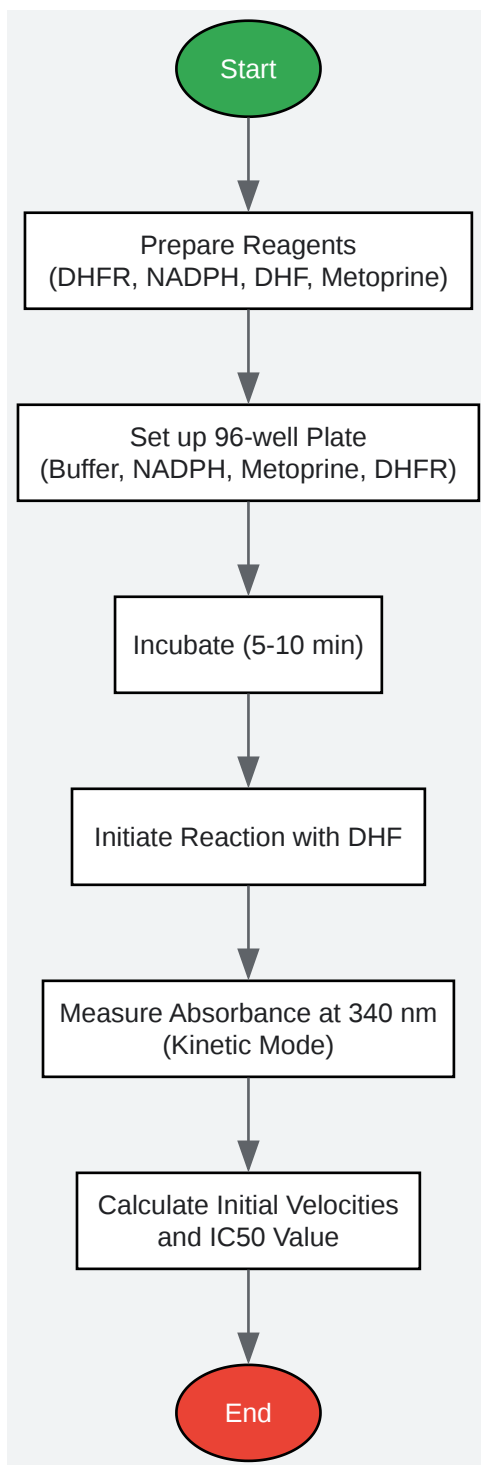 Start
Prepare Reagents
(DHFR, NADPH, DHF, Metoprine)
Set up 96-well Plate
(Buffer, NADPH, Metoprine, DHFR)
Incubate (5-10 min)
Initiate Reaction with DHF
Measure Absorbance at 340 nm
(Kinetic Mode)
Calculate Initial Velocities
and IC50 Value
End